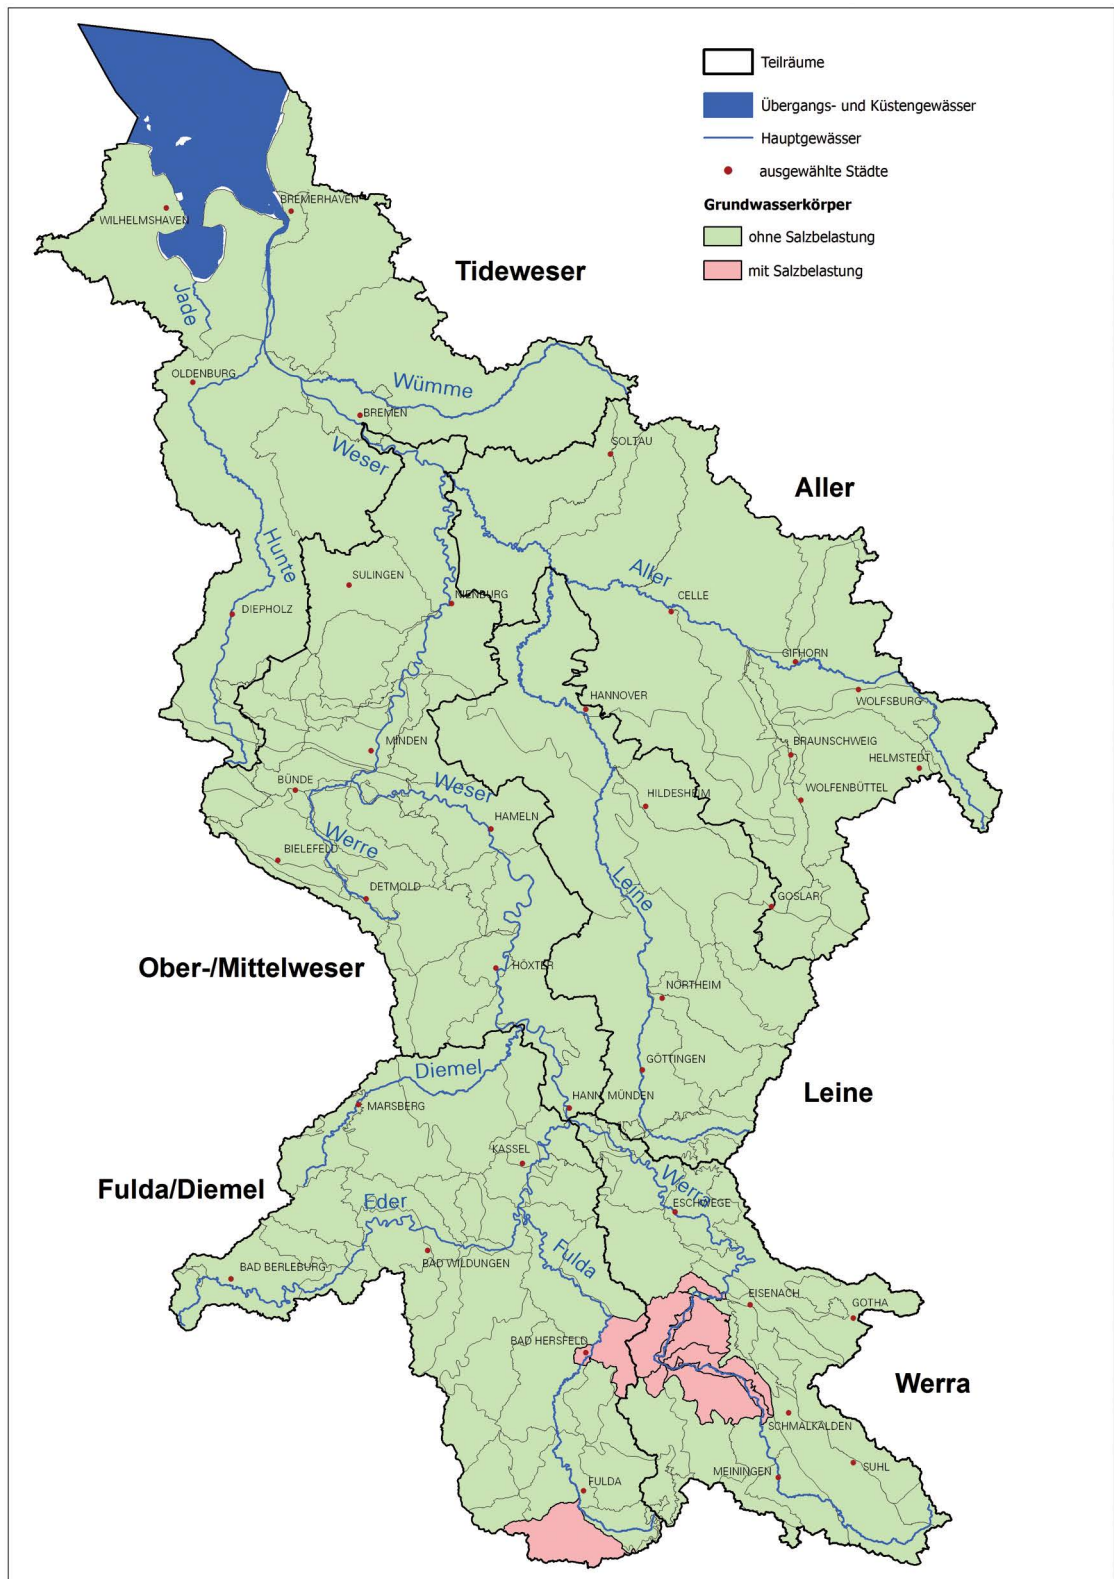 Teilräume
Übergangs- und Küstengewässer
Hauptgewässer
ausgewählte Städte
Grundwasserkörper
ohne Salzbelastung
mit Salzbelastung
BREMERHAVEN
WILHELMSHAVEN
Tideweser
Jade
OLDENBURG
Wümme
BREMEN
Weser
SOLTAU
Aller
Hunte
SULINGEN
Aller
CELLE
NIENBURG
DIEPHOLZ
GIFHORN
HANNOVER
WOLFSBURG
MINDEN
BRAUNSCHWEIG
HELMSTEDT
BÜNDE
Weser
HILDESHEIM
WOLFENBÜTTEL
HAMELN
Werre
BIELEFELD
DETMOLD
Leine
GOSLAR
Ober-/Mittelweser
HÖXTER
NORTHEIM
GÖTTINGEN
Diemel
Leine
HANN. MÜNDEN
MARSBERG
KASSEL
Fulda/Diemel
Werra
Eder
ESCHWEGE
Fulda
BAD WILDUNGEN
BAD BERLEBURG
EISENACH
GOTHA
BAD HERSFELD
Werra
SCHMALKALDEN
SUHL
MEININGEN
FULDA